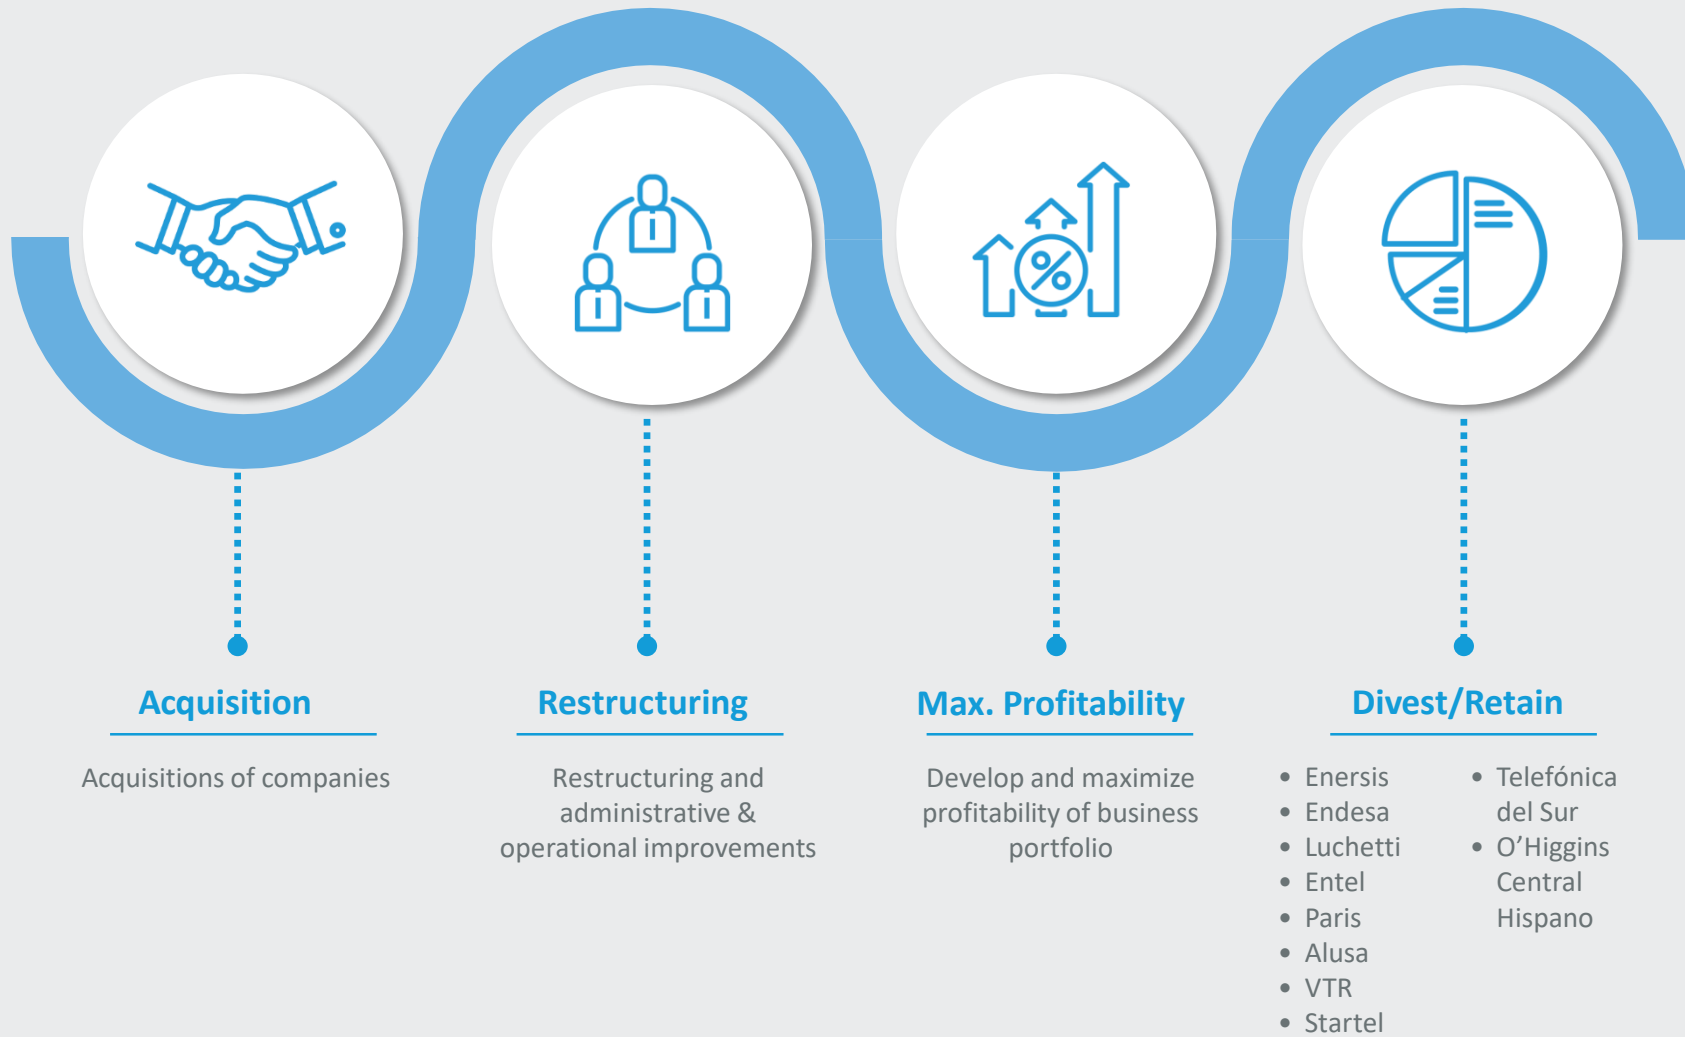 Acquisition
Acquisitions of companies
Restructuring
Restructuring and
administrative &
operational improvements
Max. Profitability
Develop and maximize
profitability of business
portfolio
Divest/Retain
• Enersis
• Endesa
• Luchetti
• Entel
• Paris
• Alusa
• VTR
• Startel
• Telefónica
del Sur
• O’Higgins
Central
Hispano
%